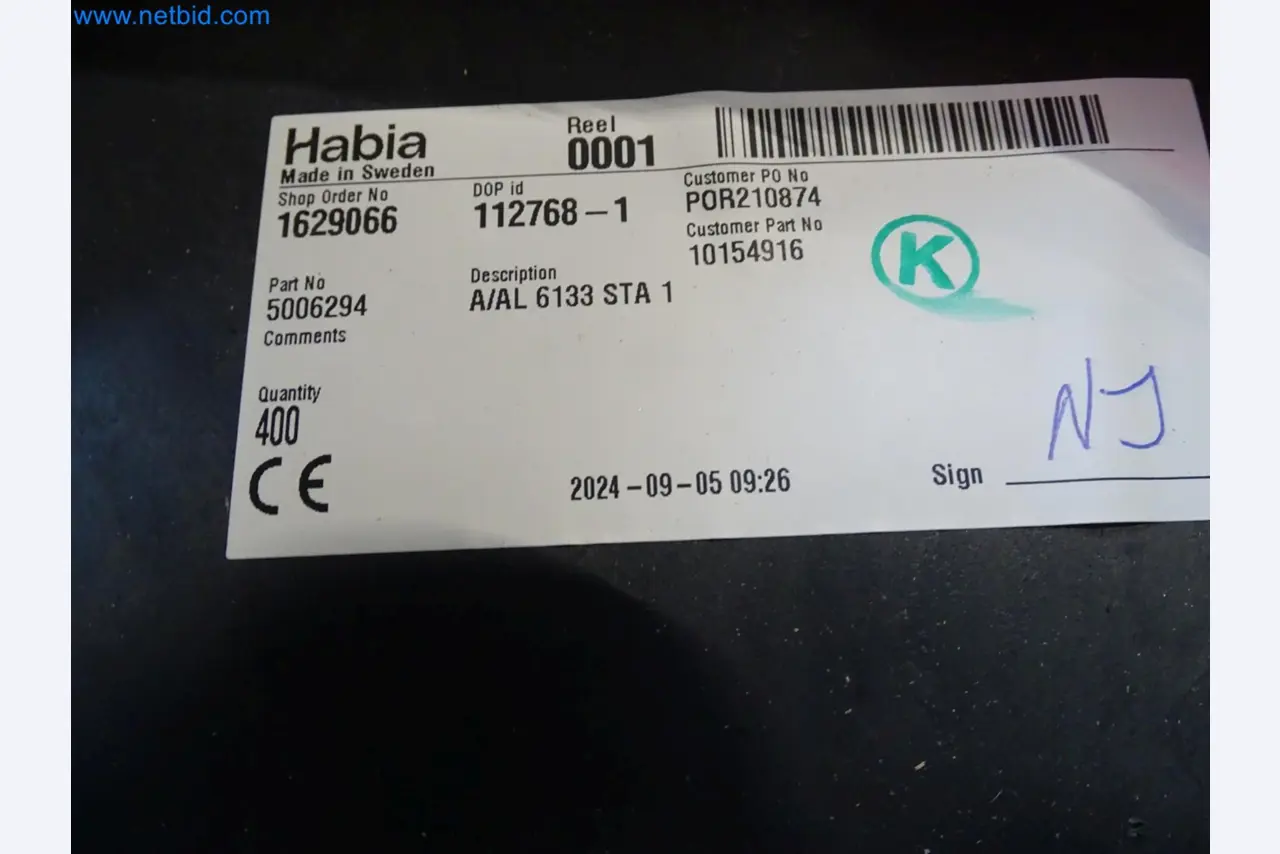 www.netbid.com
Habia
Made in Sweden
Reel
0001
Shop Order No
1629066
DOP id
112768-1
Customer PO No
POR210874
Customer Part No
10154916
K
Part No
5006294
Description
A/AL 6133 STA 1
Comments
Quantity
400
CE
2024-09-05 09:26
Sign
NJ